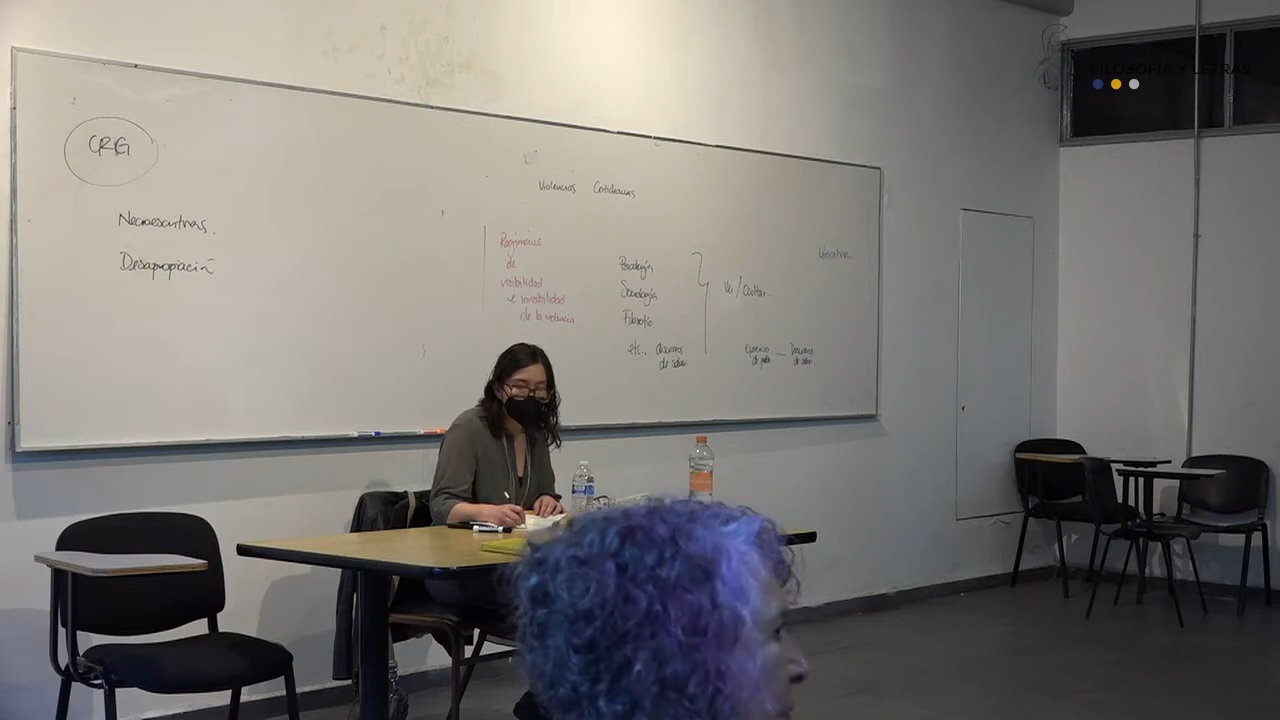 FILOSOFÍA Y LETRAS
CRG
Necroescrituras.
Desapropiación
Violencias Cotidianas
Regímenes
de
visibilidad
e invisibilidad
de la violencia
Psicología
Sociología
Filosofía
etc... discursos
de saber
Ver / Ocultar.
Ejercicio
de poder
— Discursos
de saber
Literatura